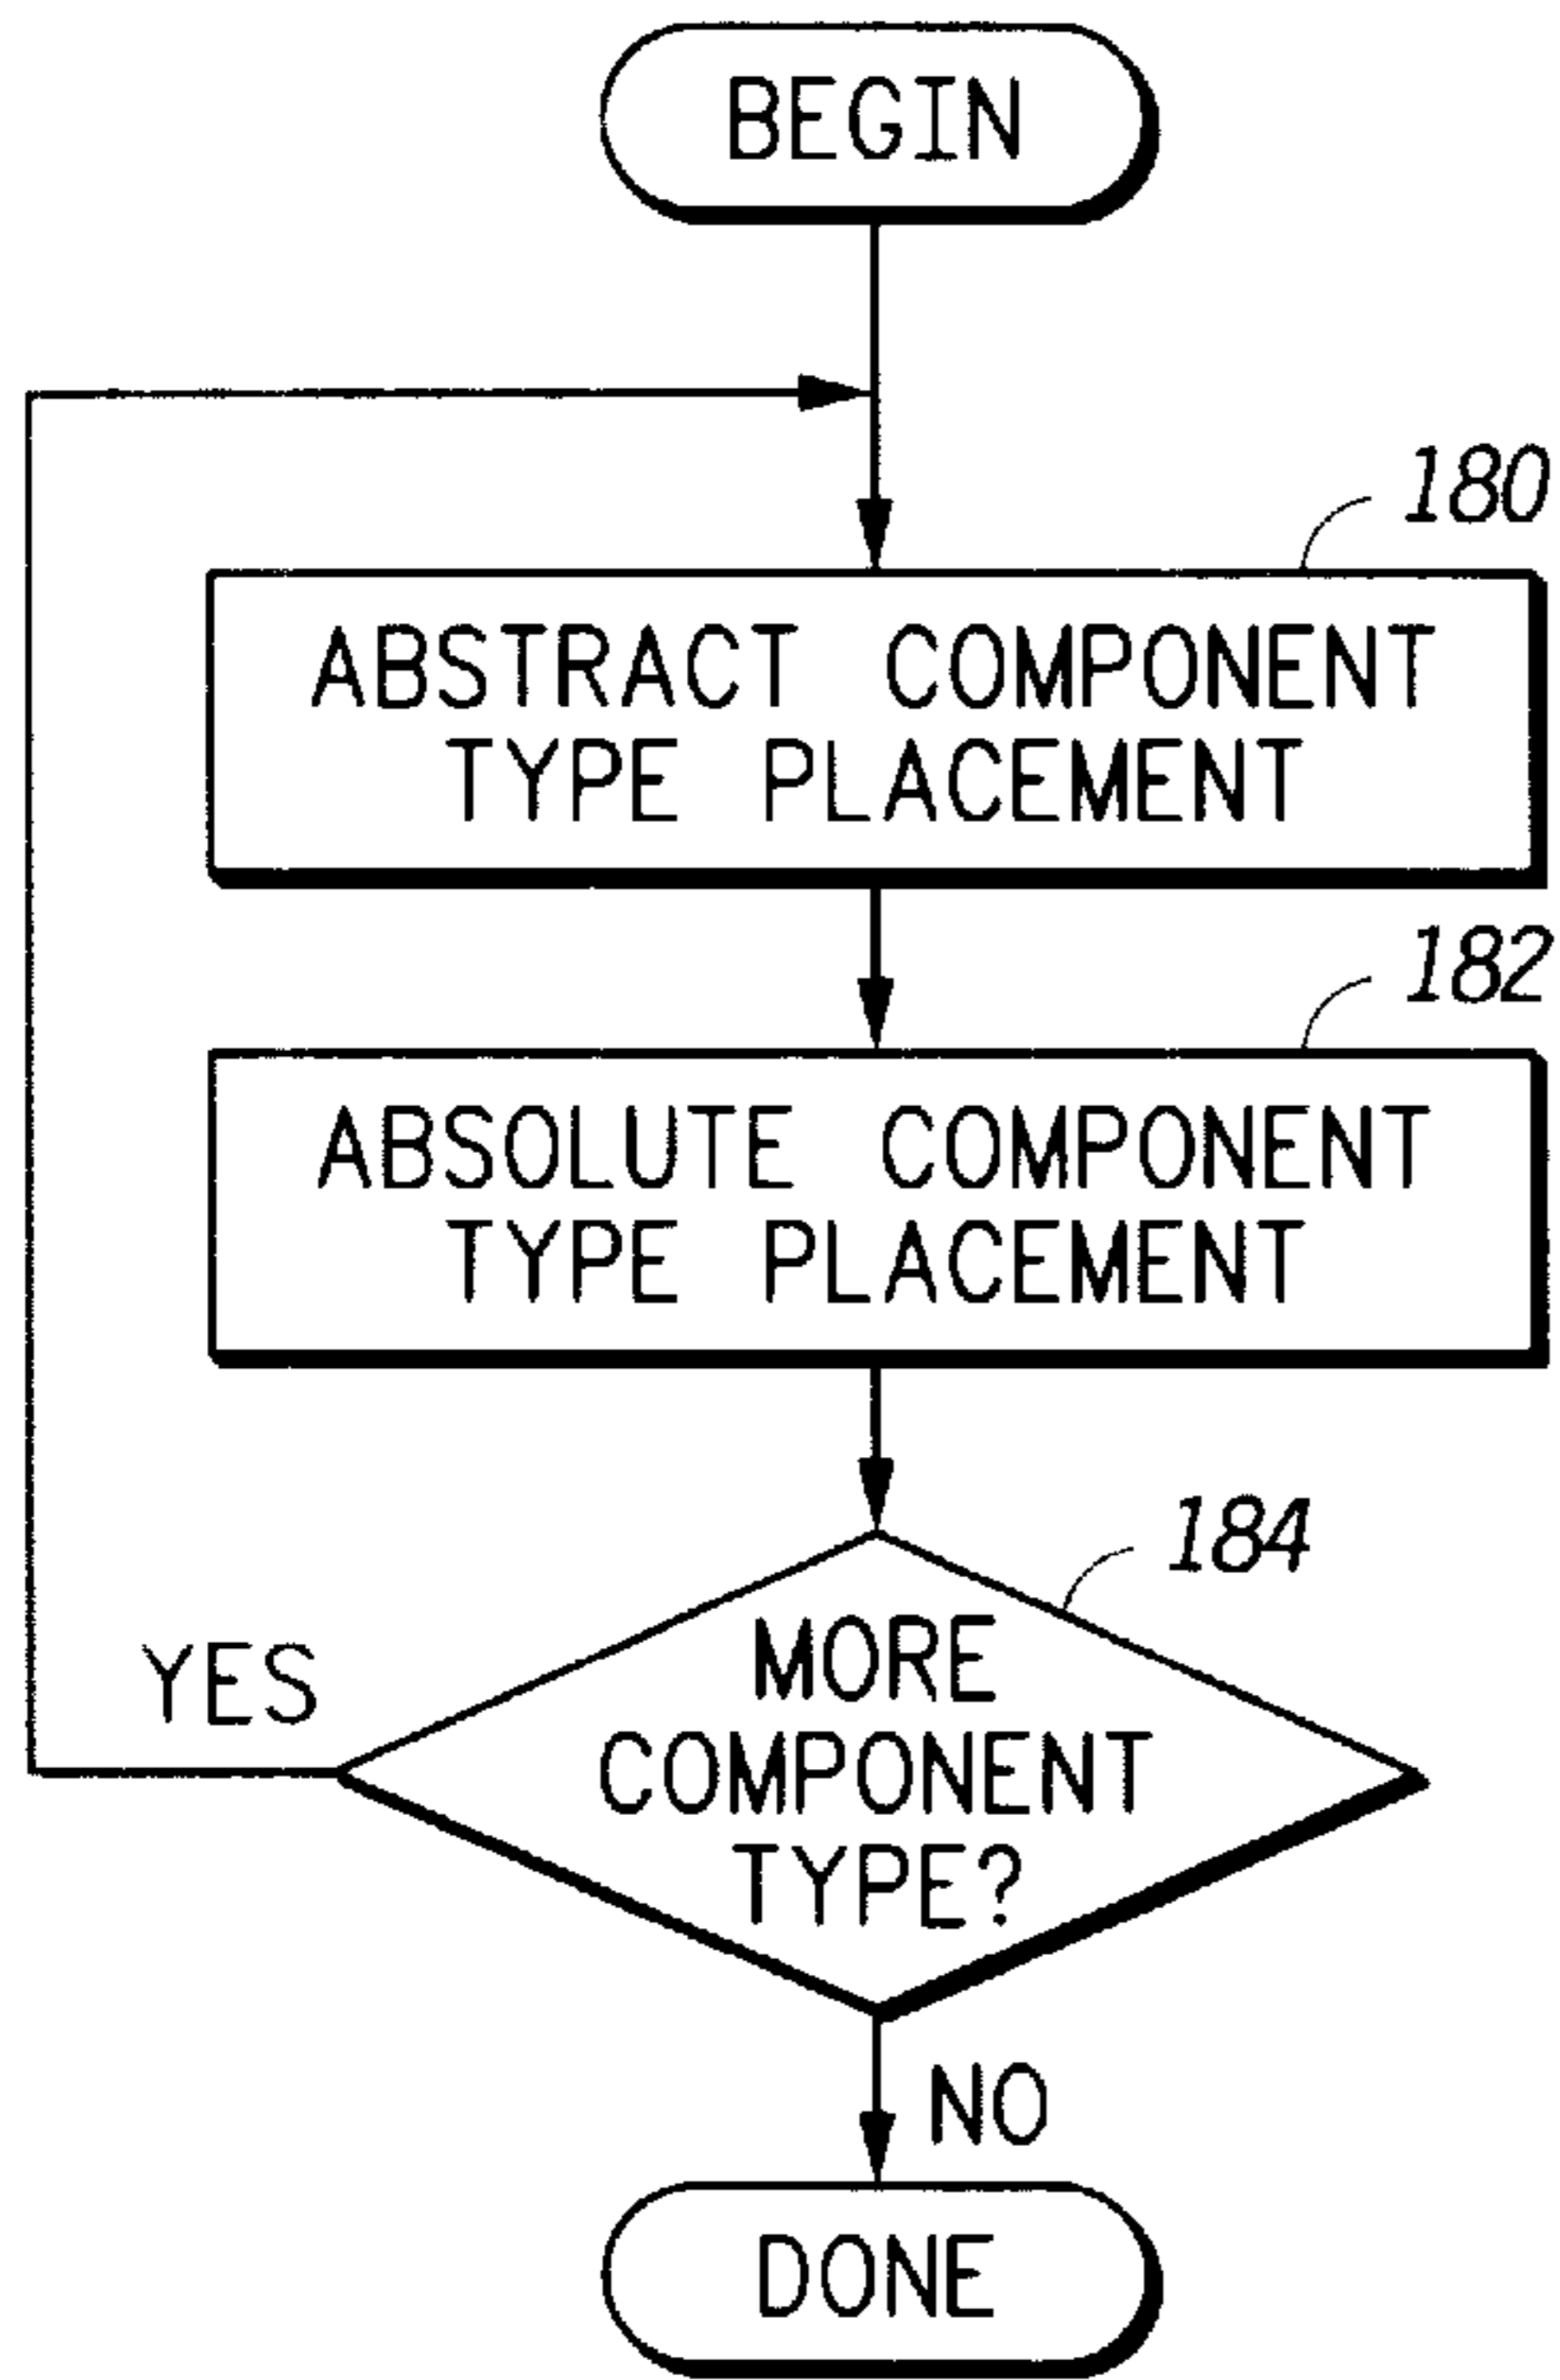 BEGIN
180
ABSTRACT COMPONENT
TYPE PLACEMENT
182
ABSOLUTE COMPONENT
TYPE PLACEMENT
184
MORE
COMPONENT
TYPE?
YES
NO
DONE